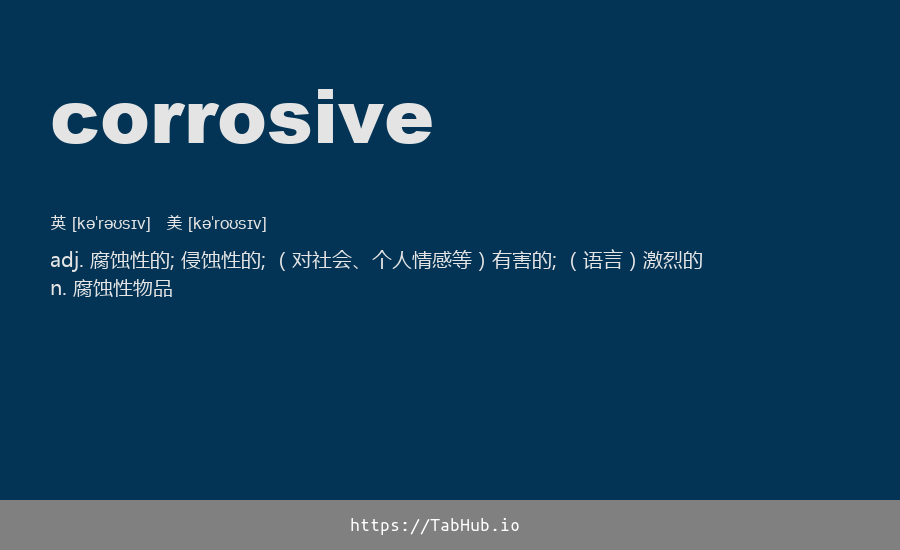 corrosive
英 [kəˈrəʊsɪv] 美 [kəˈroʊsɪv]
adj. 腐蚀性的; 侵蚀性的; （对社会、个人情感等）有害的; （语言）激烈的
n. 腐蚀性物品
https://TabHub.io